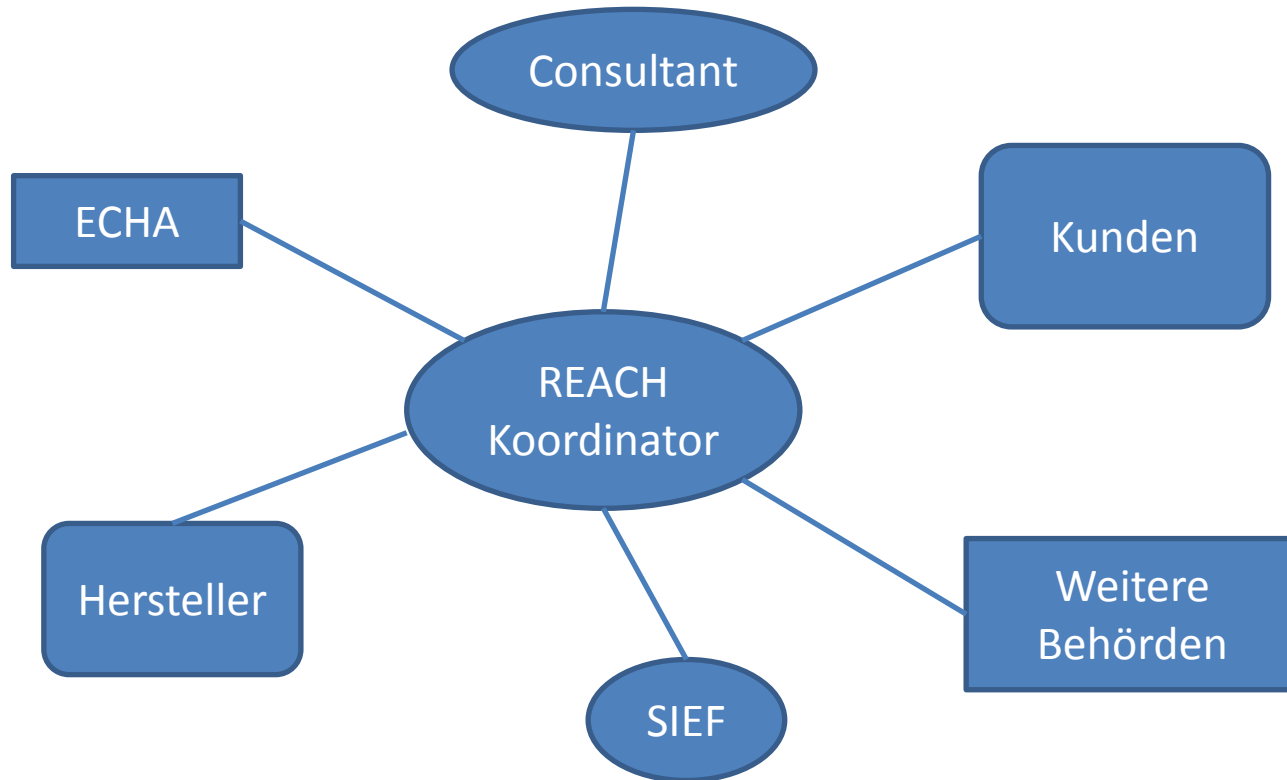 Consultant
ECHA
Kunden
REACH
Koordinator
Hersteller
Weitere
Behörden
SIEF